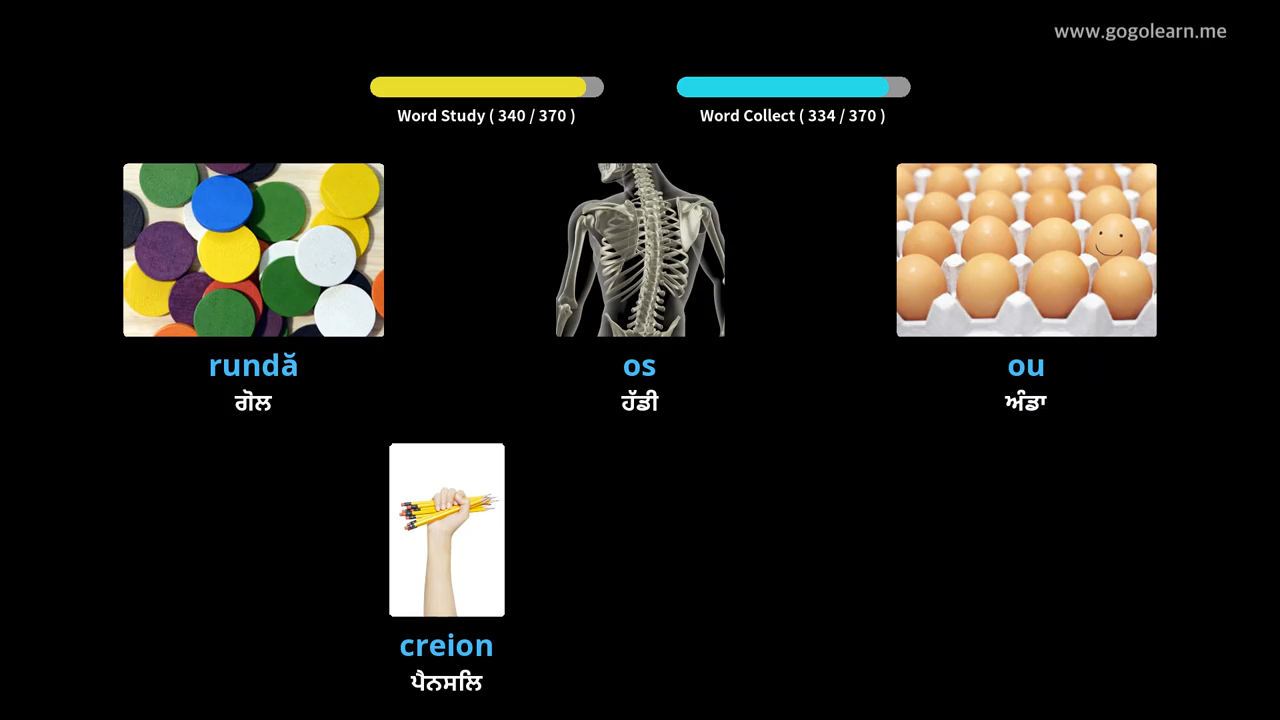 www.gogolearn.me
Word Study ( 340 / 370 )
Word Collect ( 334 / 370 )
rundă
ਗੋਲ
os
ਹੱਡੀ
ou
ਅੰਡਾ
creion
ਪੈਨਸਲਿ